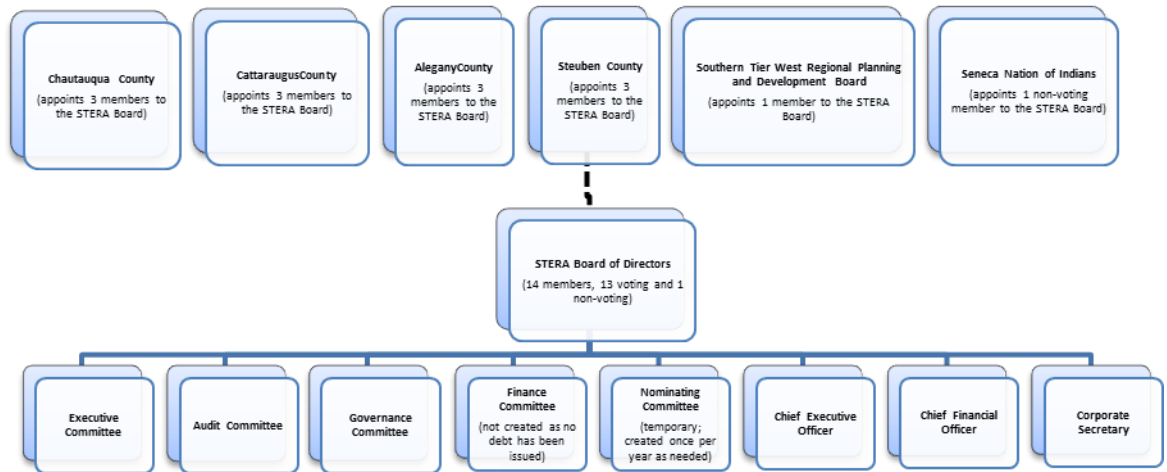 Chautauqua County
(appoints 3 members to
the STERA Board)
CattaraugusCounty
(appoints 3 members to
the STERA Board)
AleganyCounty
(appoints 3
members to the
STERA Board)
Steuben County
(appoints 3
members to the
STERA Board)
Southern Tier West Regional Planning
and Development Board
(appoints 1 member to the STERA
Board)
Seneca Nation of Indians
(appoints 1 non-voting
member to the STERA Board)
STERA Board of Directors
(14 members, 13 voting and 1
non-voting)
Executive
Committee
Audit Committee
Governance
Committee
Finance
Committee
(not created as no
debt has been
issued)
Nominating
Committee
(temporary;
created once per
year as needed)
Chief Executive
Officer
Chief Financial
Officer
Corporate
Secretary